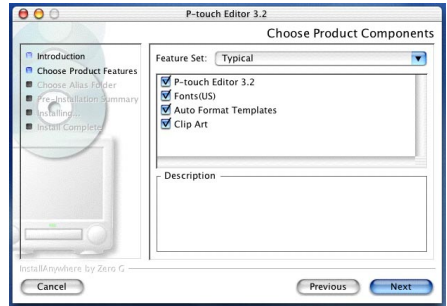 P-touch Editor 3.2
Choose Product Components
Introduction
Choose Product Features
Choose Alias Folder
Pre-Installation Summary
Installing...
Install Complete
Feature Set: Typical
P-touch Editor 3.2
Fonts(US)
Auto Format Templates
Clip Art
Description
InstallAnywhere by Zero G
Cancel
Previous
Next